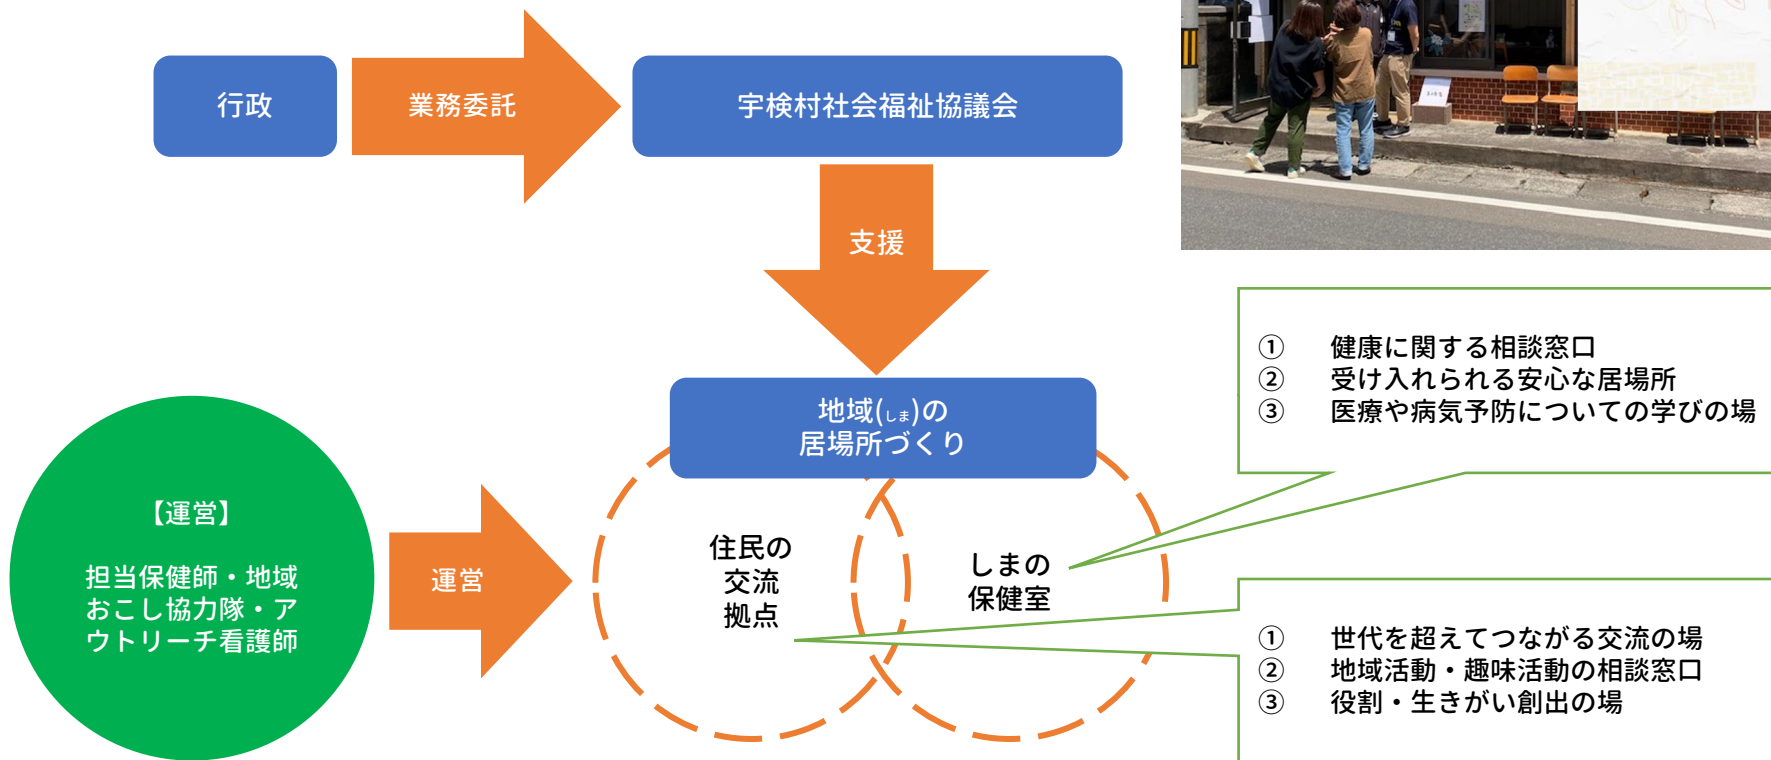 行政
業務委託
宇検村社会福祉協議会
支援
地域(しま)の
居場所づくり
① 健康に関する相談窓口
② 受け入れられる安心な居場所
③ 医療や病気予防についての学びの場
【運営】
担当保健師・地域
おこし協力隊・ア
ウトリーチ看護師
運営
住民の
交流
拠点
しまの
保健室
① 世代を超えてつながる交流の場
② 地域活動・趣味活動の相談窓口
③ 役割・生きがい創出の場